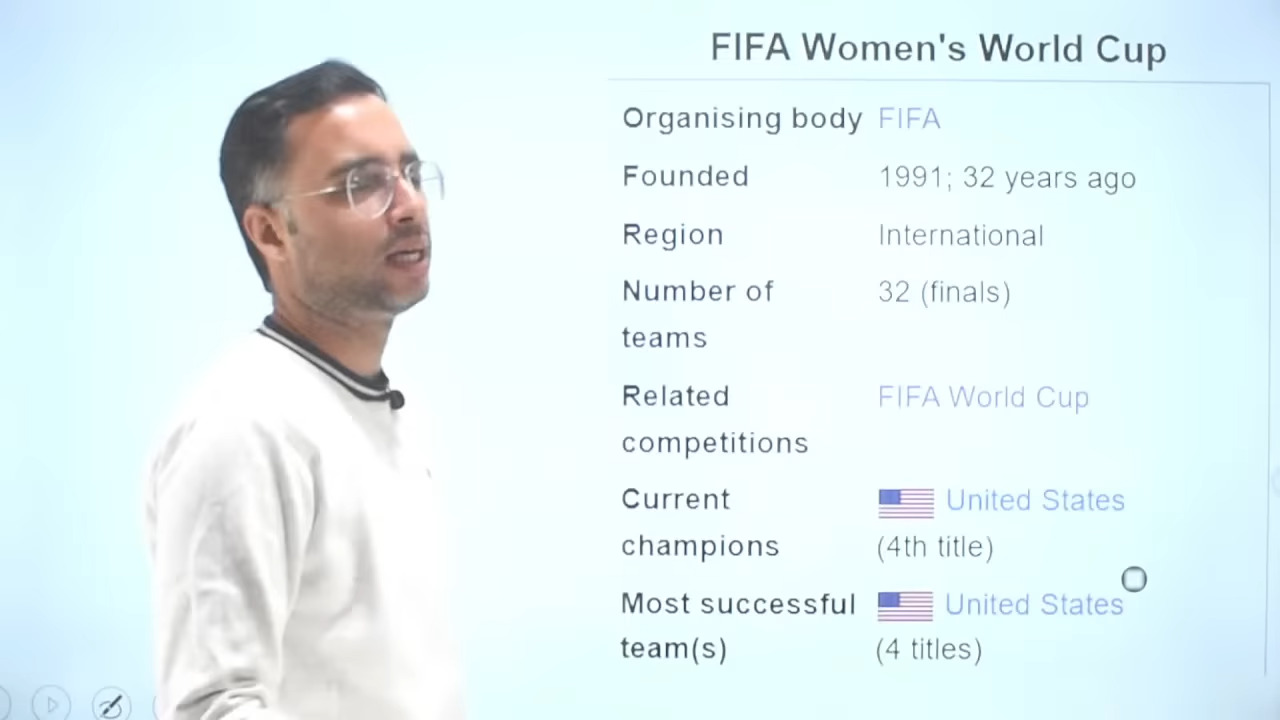 FIFA Women's World Cup
Organising body FIFA
Founded 1991; 32 years ago
Region International
Number of 32 (finals)
teams
Related FIFA World Cup
competitions
Current United States
champions (4th title)
Most successful United States
team(s) (4 titles)